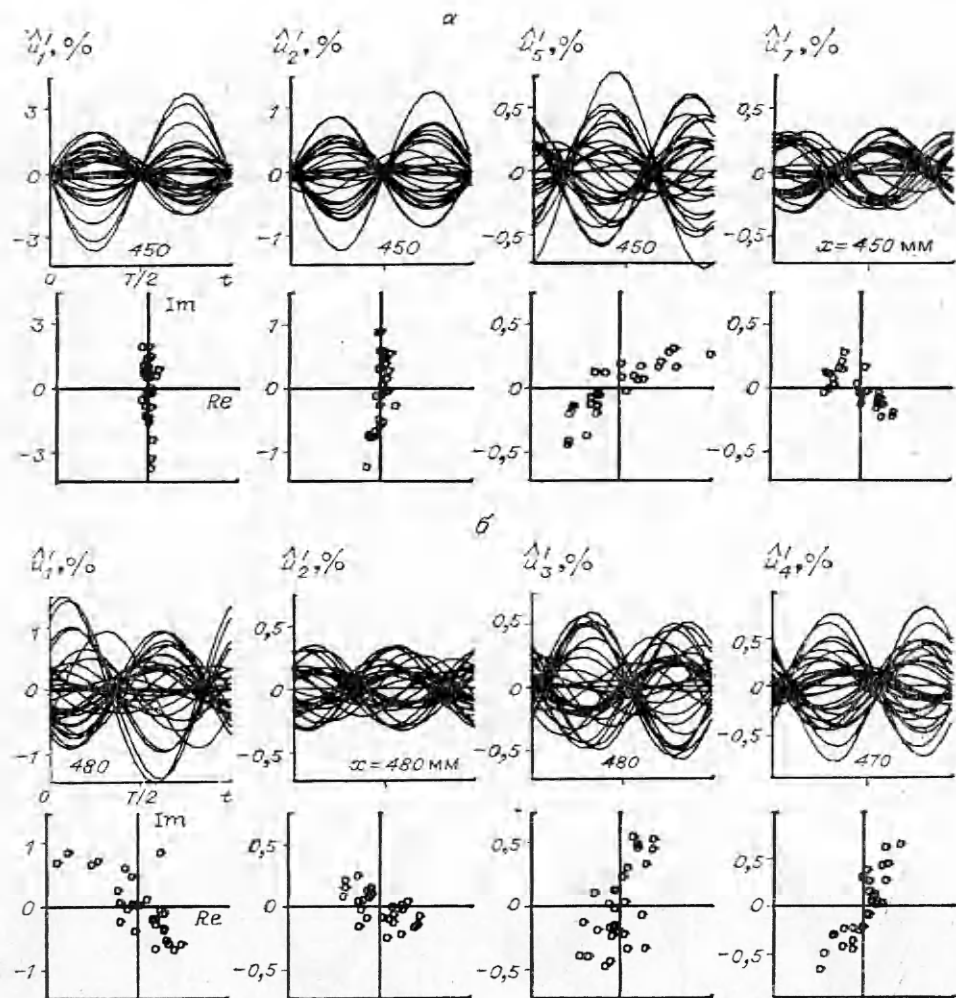 а
û'₁,% û'₂,% û'₅,% û'₇,%
3 1 0,5 0,5
0 0 0 0
-3 -1 -0,5 -0,5
450 450 450 x=450 мм
0 T/2 t
Im
3 1 0,5 0,5
0 0 0 0
Re
-3 -1 -0,5 -0,5
б
û'₁,% û'₂,% û'₃,% û'₄,%
1 0,5 0,5 0,5
0 0 0 0
-1 -0,5 -0,5 -0,5
480 x=480 мм 480 470
0 T/2 t
Im
1 0,5 0,5 0,5
0 0 0 0
Re
-1 -0,5 -0,5 -0,5